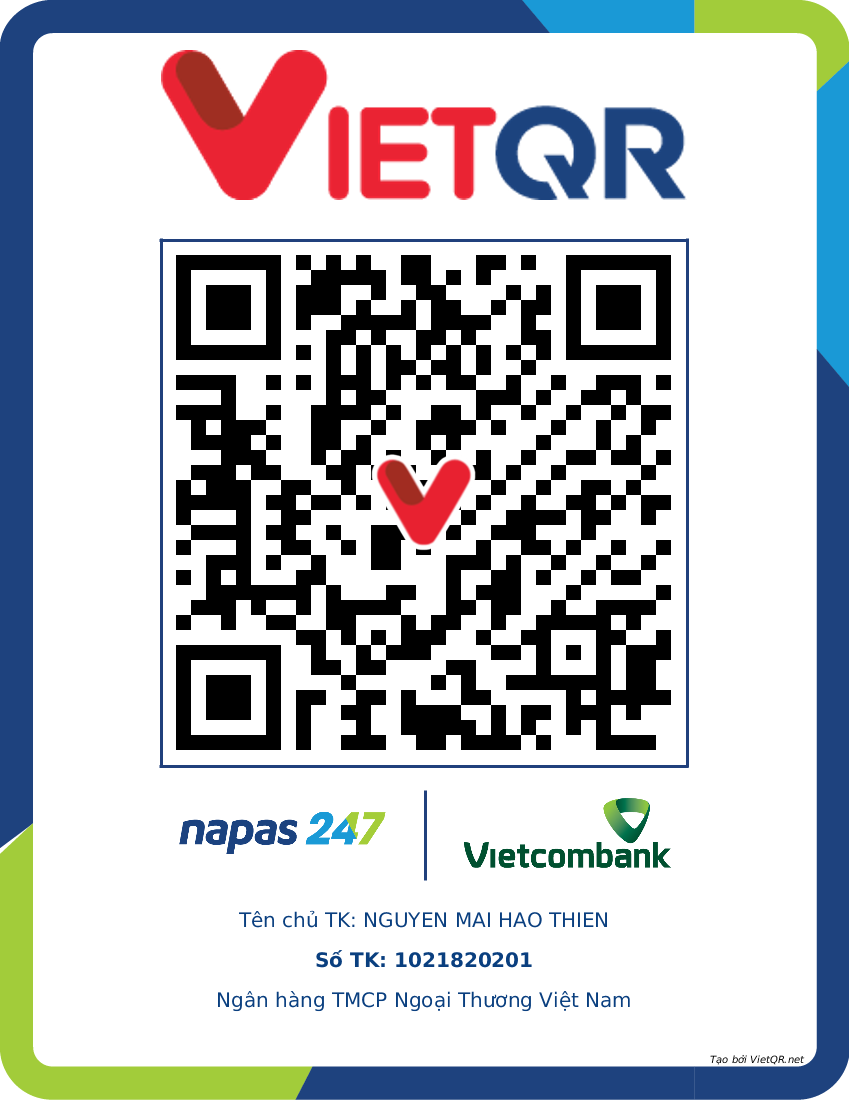 VIETQR
napas 247
Vietcombank
Tên chủ TK: NGUYEN MAI HAO THIEN
Số TK: 1021820201
Ngân hàng TMCP Ngoại Thương Việt Nam
Tạo bởi VietQR.net